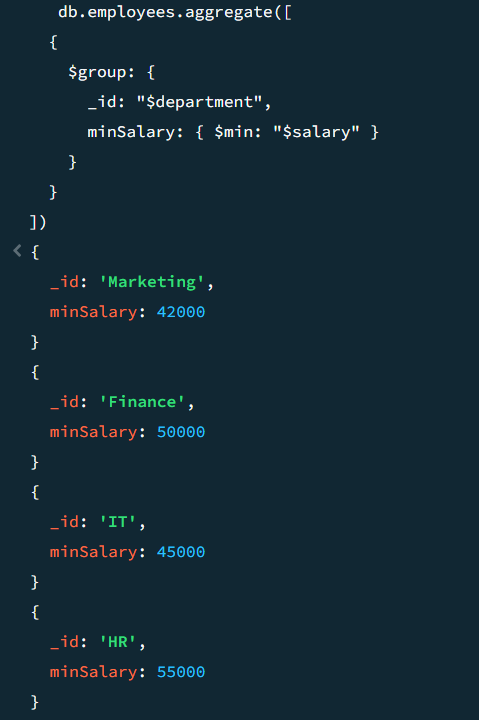 db.employees.aggregate([
{
$group: {
_id: "$department",
minSalary: { $min: "$salary" }
}
}
])
< {
_id: 'Marketing',
minSalary: 42000
}
{
_id: 'Finance',
minSalary: 50000
}
{
_id: 'IT',
minSalary: 45000
}
{
_id: 'HR',
minSalary: 55000
}